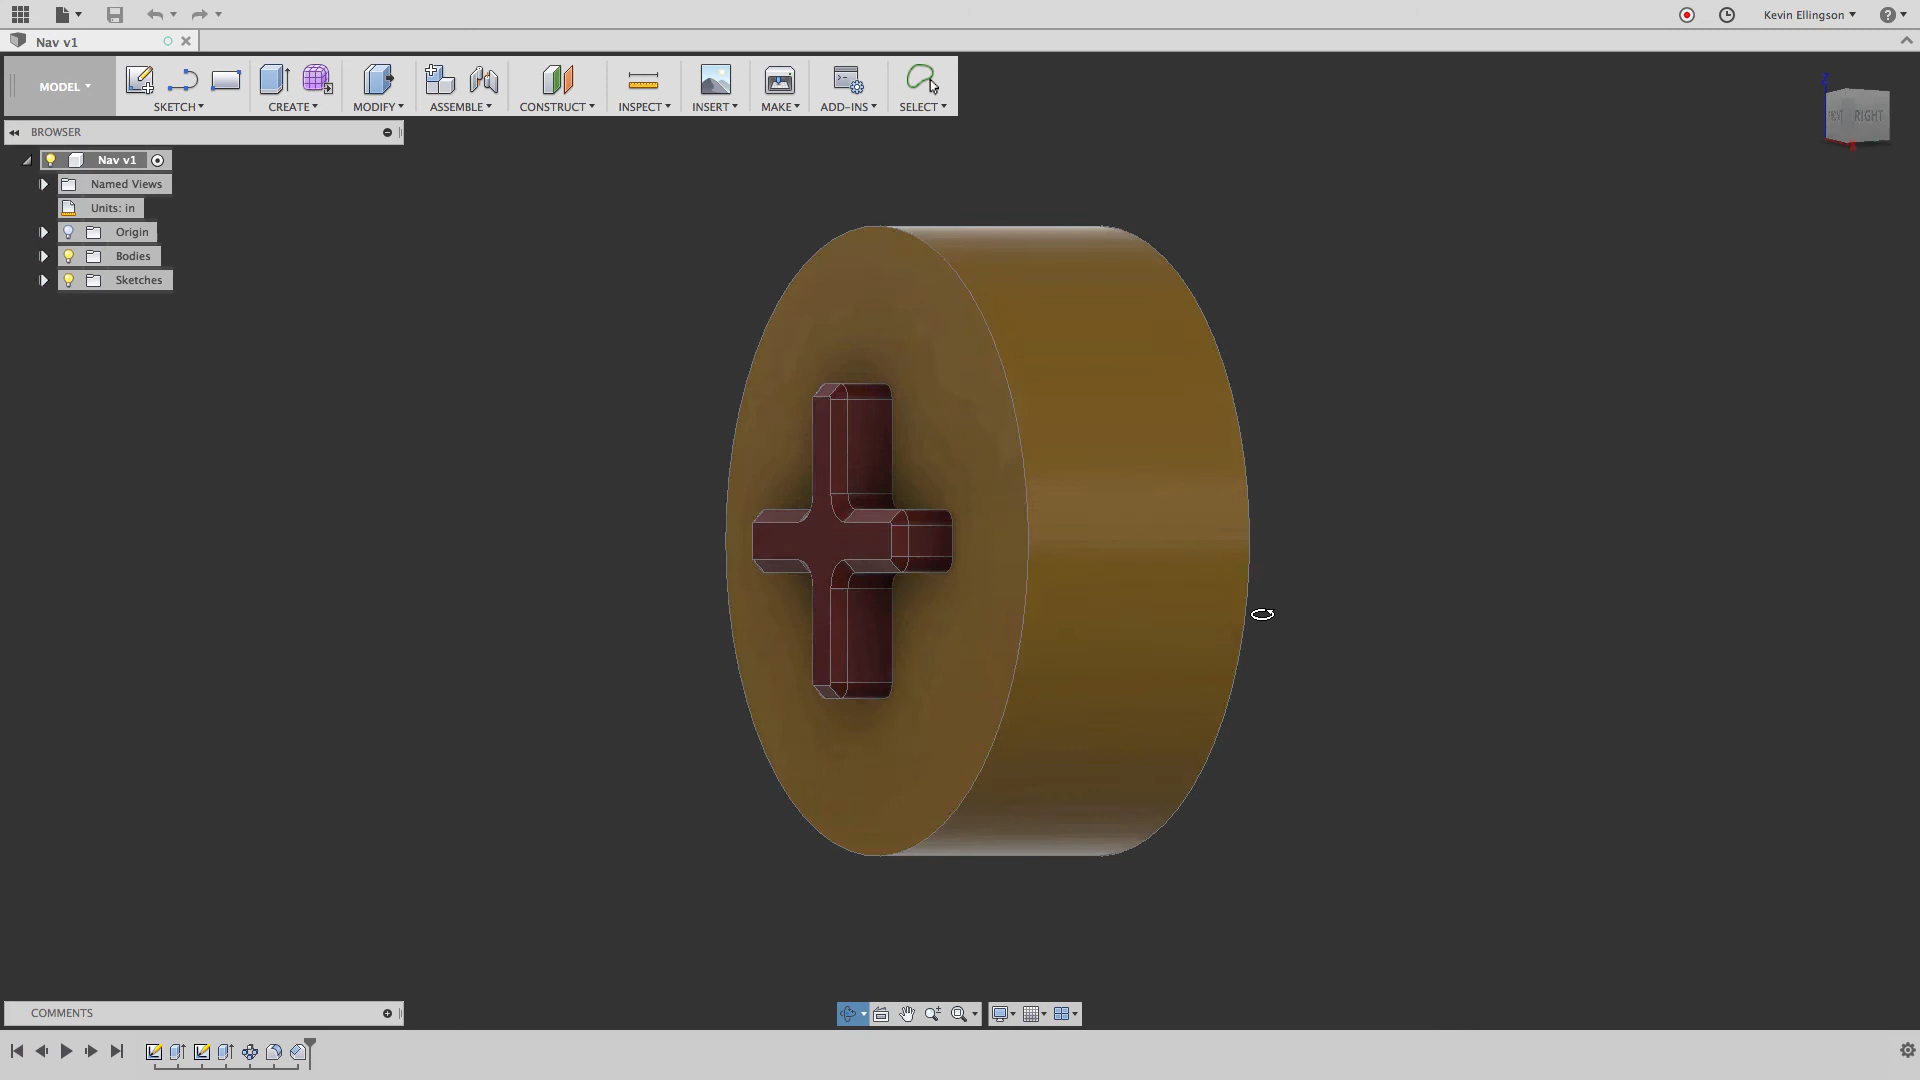 Kevin Ellingson
Nav v1
MODEL
SKETCH
CREATE
MODIFY
ASSEMBLE
CONSTRUCT
INSPECT
INSERT
MAKE
ADD-INS
SELECT
RIGHT
Z
X
BROWSER
Nav v1
Named Views
Units: in
Origin
Bodies
Sketches
COMMENTS